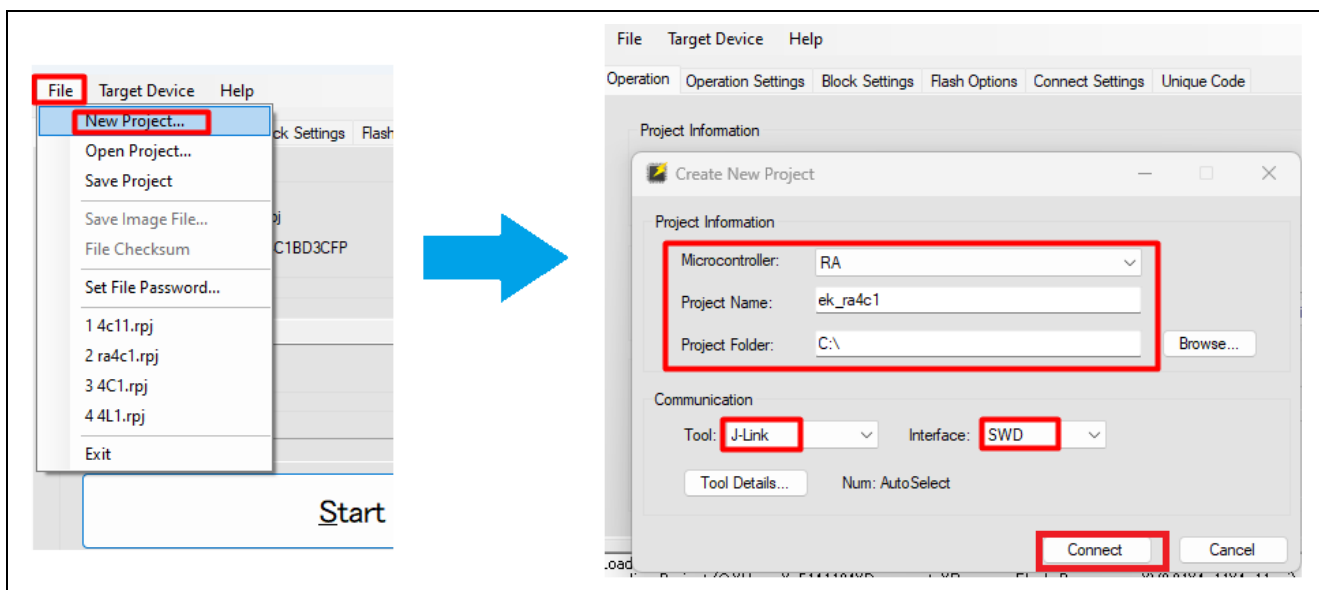 File Target Device Help
New Project...
ck Settings Flash
Open Project...
Save Project
Save Image File...
File Checksum
C1BD3CFP
Set File Password...
1 4c11.rpj
2 ra4c1.rpj
3 4C1.rpj
4 4L1.rpj
Exit
Start
File Target Device Help
Operation Operation Settings Block Settings Flash Options Connect Settings Unique Code
Project Information
Create New Project
Project Information
Microcontroller: RA
Project Name: ek_ra4c1
Project Folder: C:\ Browse...
Communication
Tool: J-Link Interface: SWD
Tool Details... Num: AutoSelect
Connect Cancel